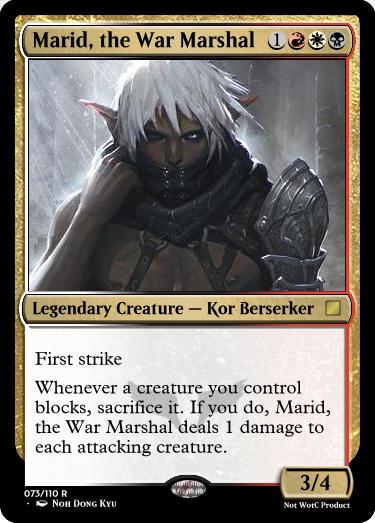 Marid, the War Marshal 1
Legendary Creature — Kor Berserker
First strike
Whenever a creature you control
blocks, sacrifice it. If you do, Marid,
the War Marshal deals 1 damage to
each attacking creature.
3/4
073/110 R
· Noh Dong Kyu
Not WotC Product